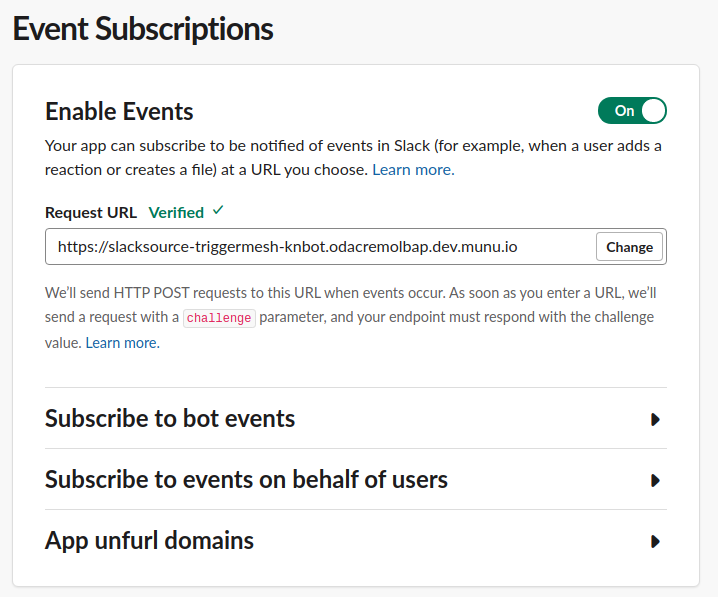 Event Subscriptions
Enable Events
On
Your app can subscribe to be notified of events in Slack (for example, when a user adds a
reaction or creates a file) at a URL you choose. Learn more.
Request URL Verified ✓
https://slacksource-triggermesh-knbot.odacremolbap.dev.munu.io
Change
We’ll send HTTP POST requests to this URL when events occur. As soon as you enter a URL, we’ll
send a request with a challenge parameter, and your endpoint must respond with the challenge
value. Learn more.
Subscribe to bot events
Subscribe to events on behalf of users
App unfurl domains